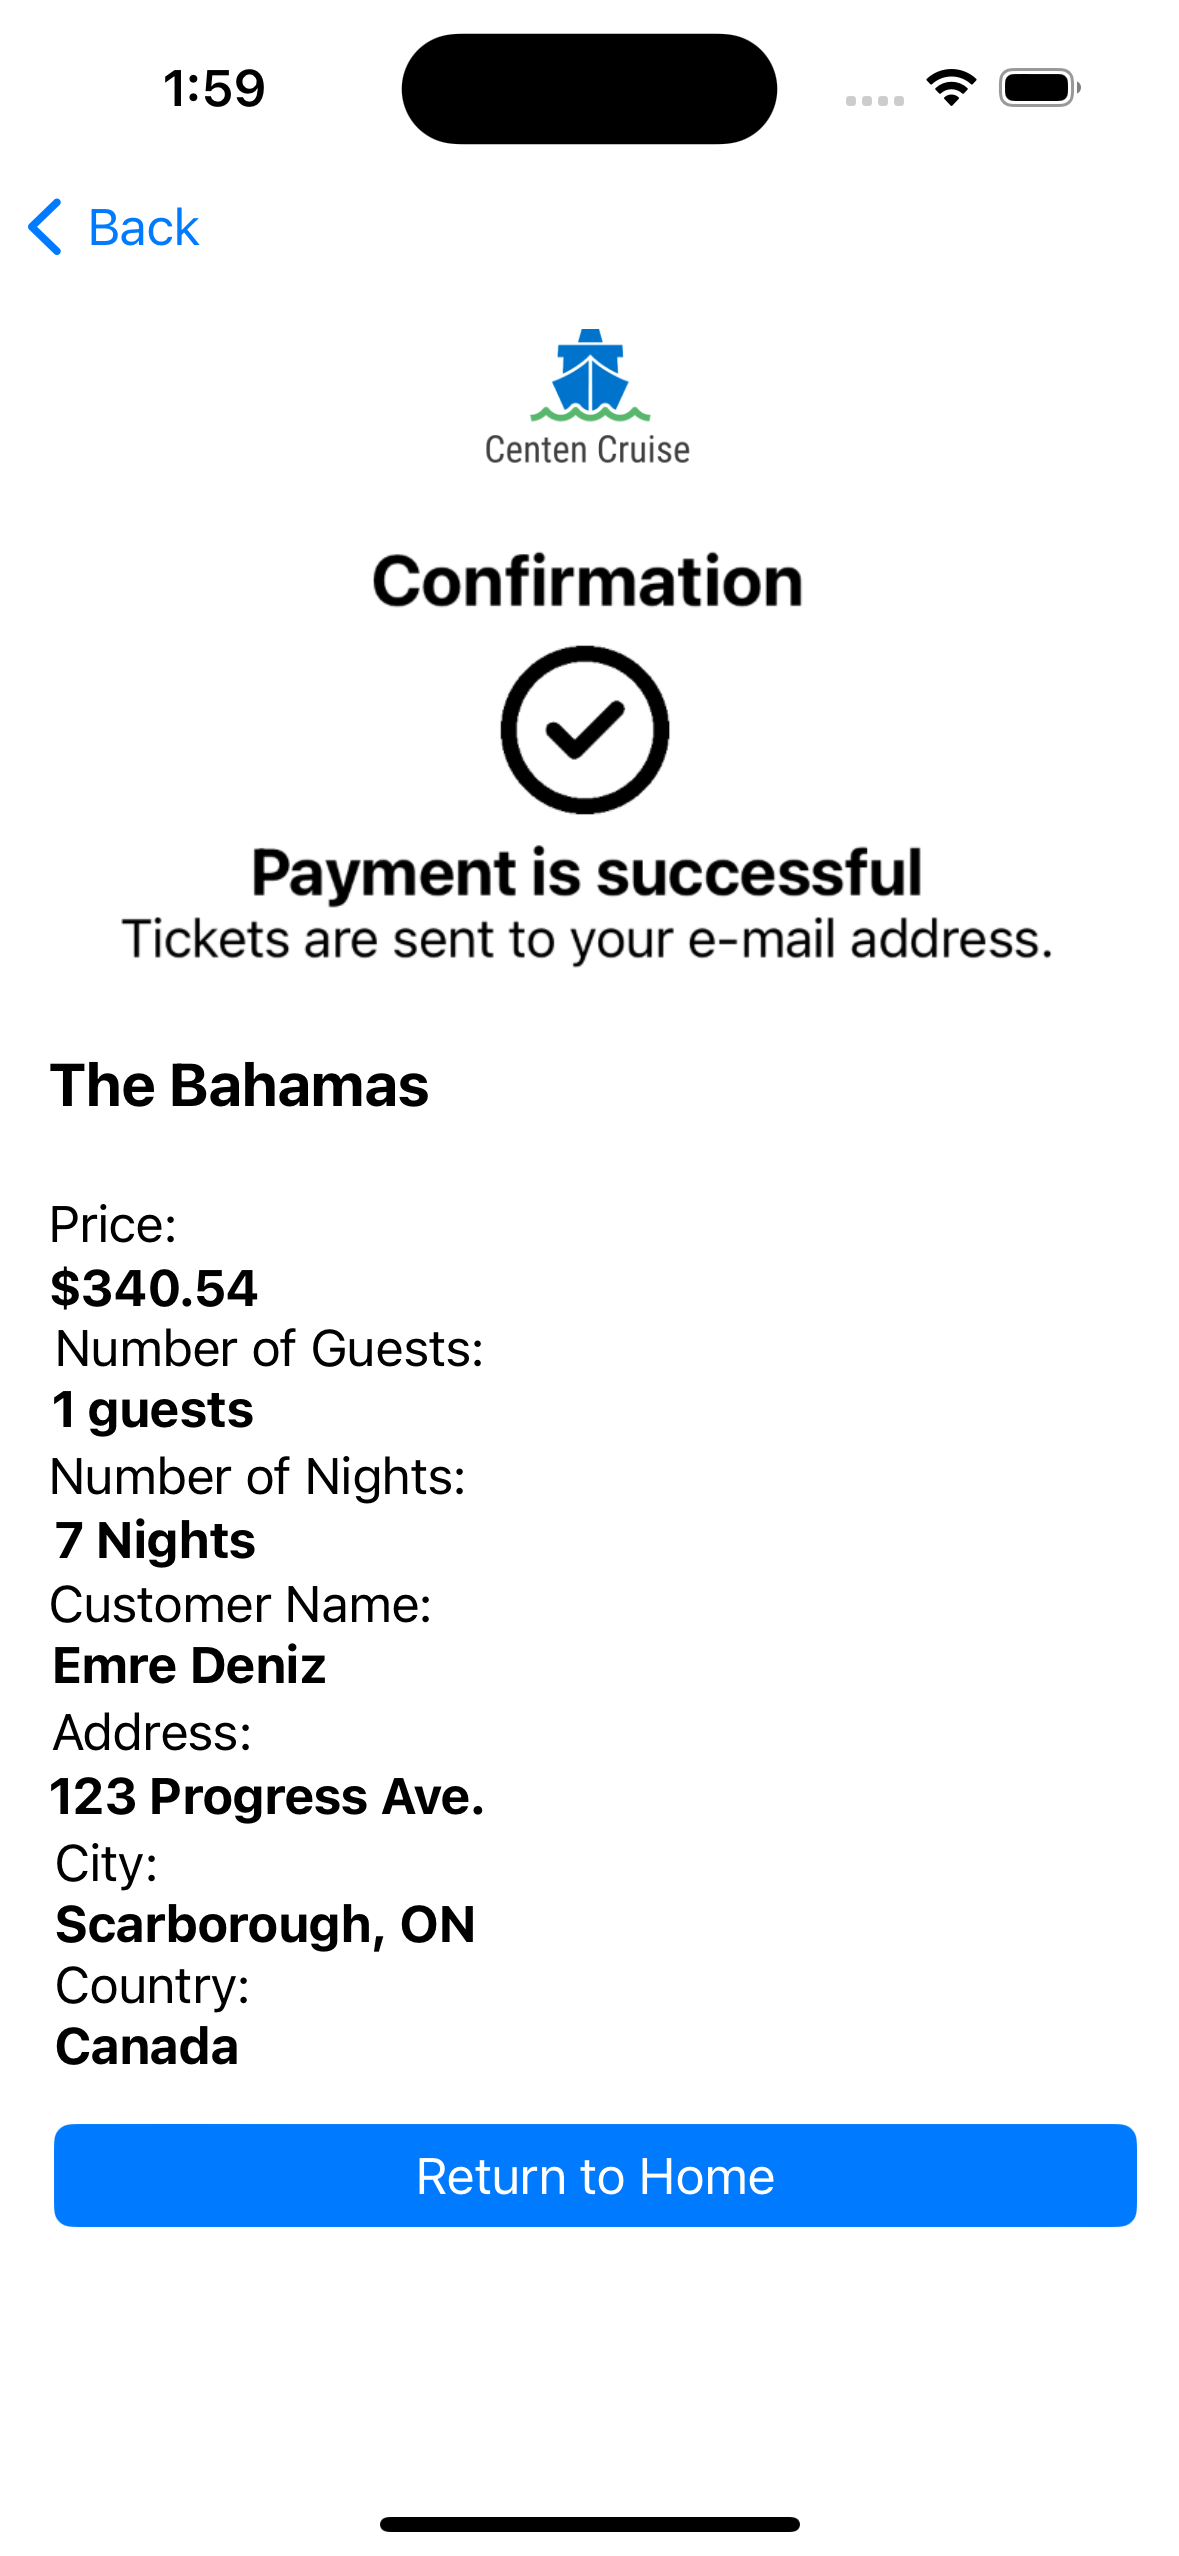 1:59
Back
Centen Cruise
Confirmation
Payment is successful
Tickets are sent to your e-mail address.
The Bahamas
Price:
$340.54
Number of Guests:
1 guests
Number of Nights:
7 Nights
Customer Name:
Emre Deniz
Address:
123 Progress Ave.
City:
Scarborough, ON
Country:
Canada
Return to Home